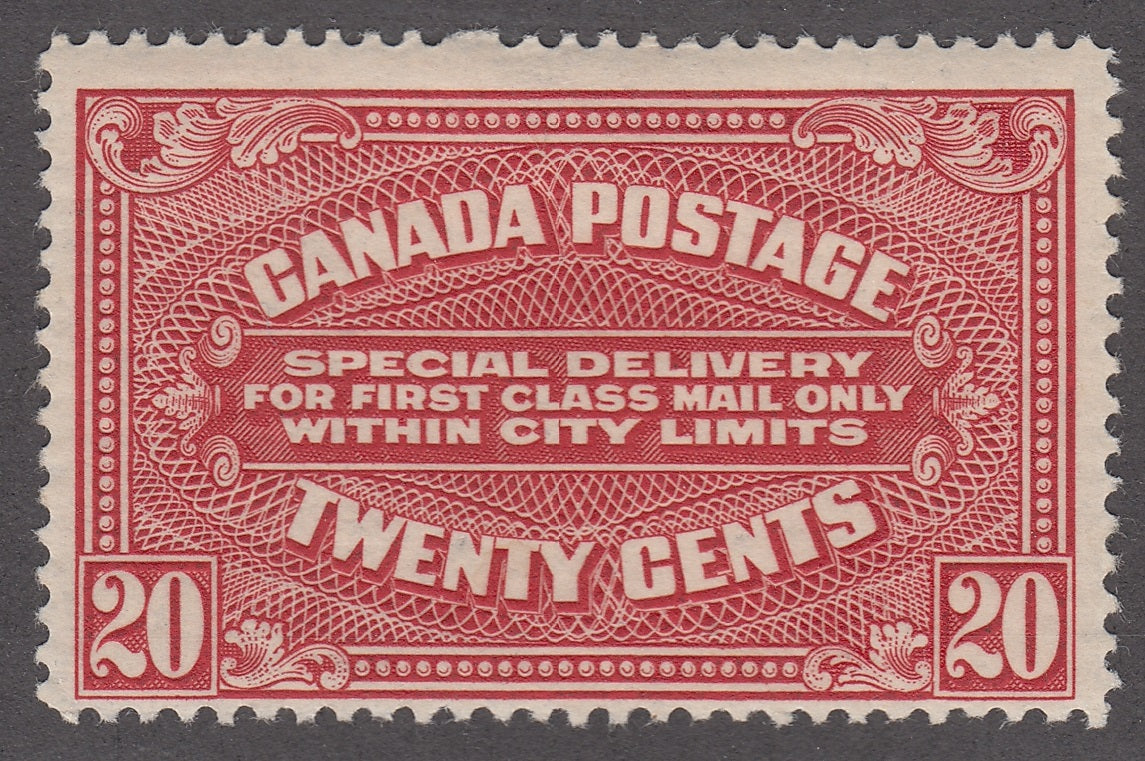 CANADA POSTAGE
SPECIAL DELIVERY
FOR FIRST CLASS MAIL ONLY
WITHIN CITY LIMITS
TWENTY CENTS
20 20